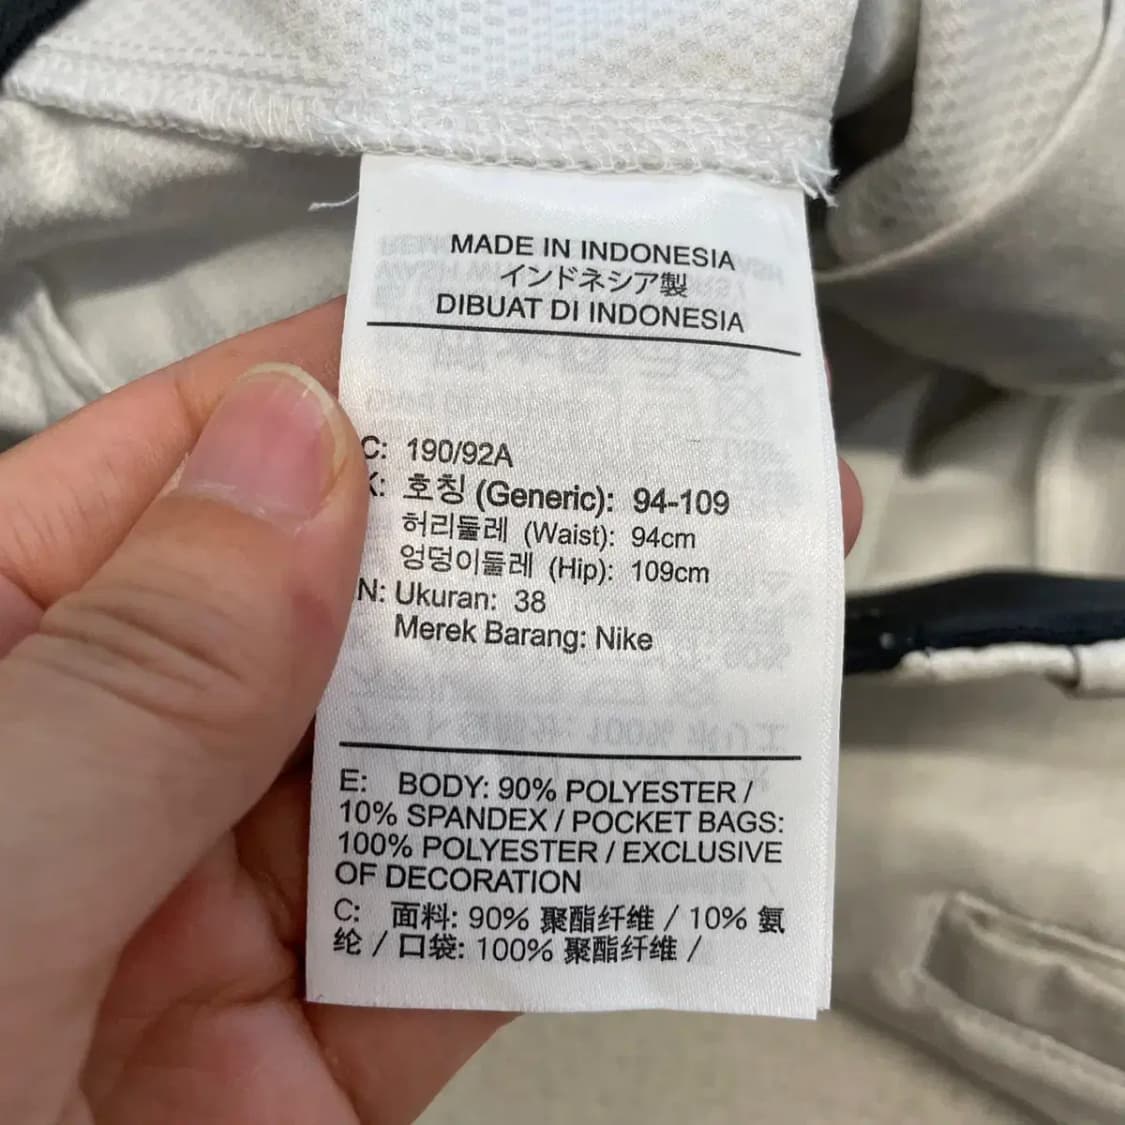 MADE IN INDONESIA
インドネシア製
DIBUAT DI INDONESIA
C: 190/92A
K: 호칭 (Generic): 94-109
허리둘레 (Waist): 94cm
엉덩이둘레 (Hip): 109cm
N: Ukuran: 38
Merek Barang: Nike
E: BODY: 90% POLYESTER /
10% SPANDEX / POCKET BAGS:
100% POLYESTER / EXCLUSIVE
OF DECORATION
C: 面料: 90% 聚酯纤维 / 10% 氨
纶 / 口袋: 100% 聚酯纤维 /